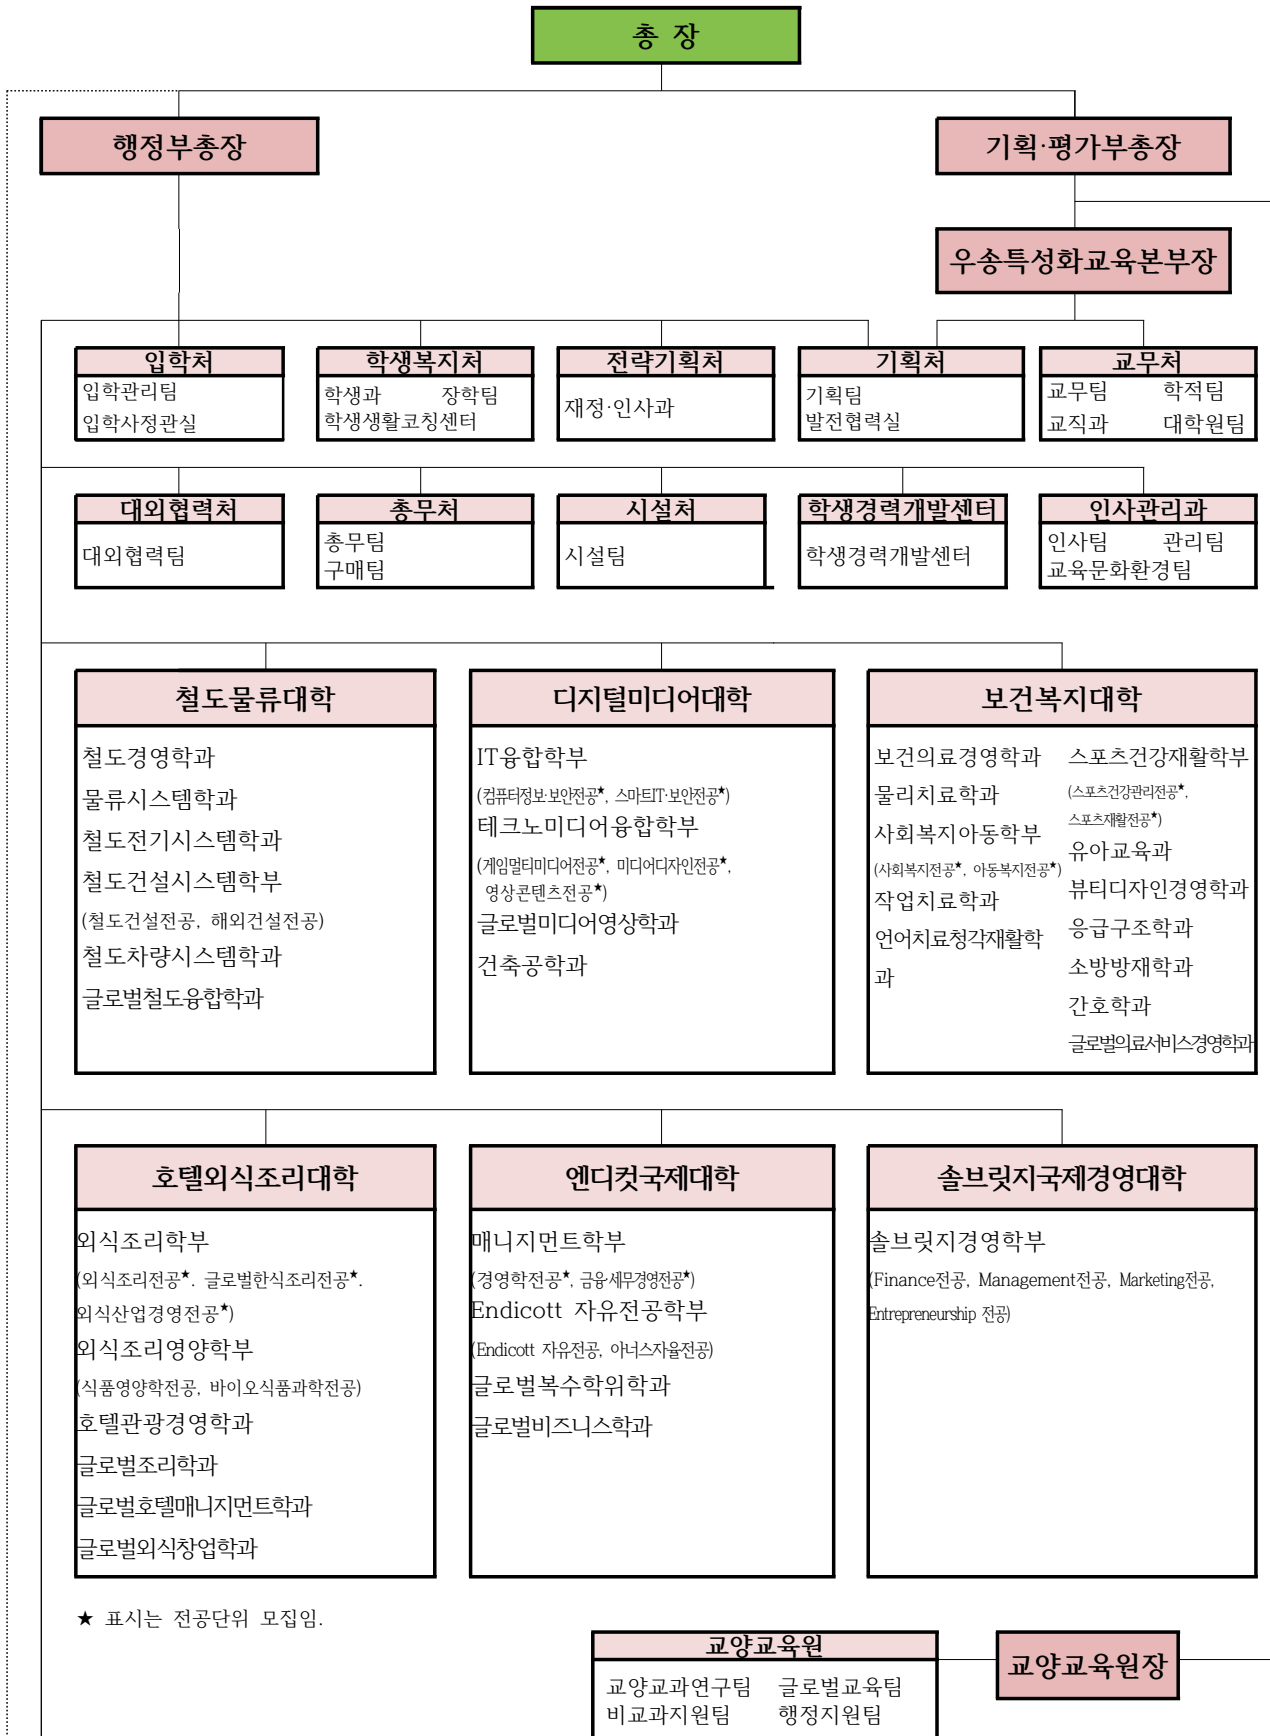 총 장
행정부총장
기획·평가부총장
우송특성화교육본부장
입학처
입학관리팀
입학사정관실
학생복지처
학생과 장학팀
학생생활코칭센터
전략기획처
재정·인사과
기획처
기획팀
발전협력실
교무처
교무팀 학적팀
교직과 대학원팀
대외협력처
대외협력팀
총무처
총무팀
구매팀
시설처
시설팀
학생경력개발센터
학생경력개발센터
인사관리과
인사팀 관리팀
교육문화환경팀
철도물류대학
철도경영학과
물류시스템학과
철도전기시스템학과
철도건설시스템학부
(철도건설전공, 해외건설전공)
철도차량시스템학과
글로벌철도융합학과
디지털미디어대학
IT융합학부
(컴퓨터정보·보안전공★, 스마트IT·보안전공★)
테크노미디어융합학부
(게임멀티미디어전공★, 미디어디자인전공★,
영상콘텐츠전공★)
글로벌미디어영상학과
건축공학과
보건복지대학
보건의료경영학과
물리치료학과
사회복지아동학부
(사회복지전공★, 아동복지전공★)
작업치료학과
언어치료청각재활학
과
스포츠건강재활학부
(스포츠건강관리전공★,
스포츠재활전공★)
유아교육과
뷰티디자인경영학과
응급구조학과
소방방재학과
간호학과
글로벌의료서비스경영학과
호텔외식조리대학
외식조리학부
(외식조리전공★. 글로벌한식조리전공★.
외식산업경영전공★)
외식조리영양학부
(식품영양학전공, 바이오식품과학전공)
호텔관광경영학과
글로벌조리학과
글로벌호텔매니지먼트학과
글로벌외식창업학과
엔디컷국제대학
매니지먼트학부
(경영학전공★, 금융·세무경영전공★)
Endicott 자유전공학부
(Endicott 자유전공, 아너스자율전공)
글로벌복수학위학과
글로벌비즈니스학과
솔브릿지국제경영대학
솔브릿지경영학부
(Finance전공, Management전공, Marketing전공,
Entrepreneurship 전공)
★ 표시는 전공단위 모집임.
교양교육원
교양교과연구팀 글로벌교육팀
비교과지원팀 행정지원팀
교양교육원장